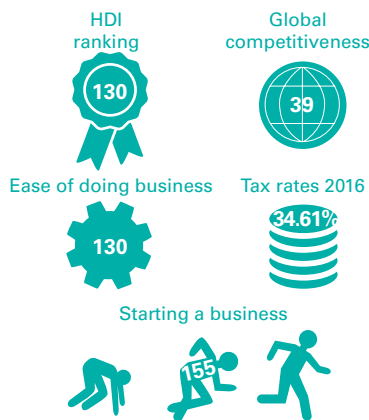 HDI
ranking
130
Global
competitiveness
39
Ease of doing business
130
Tax rates 2016
34.61%
Starting a business
155